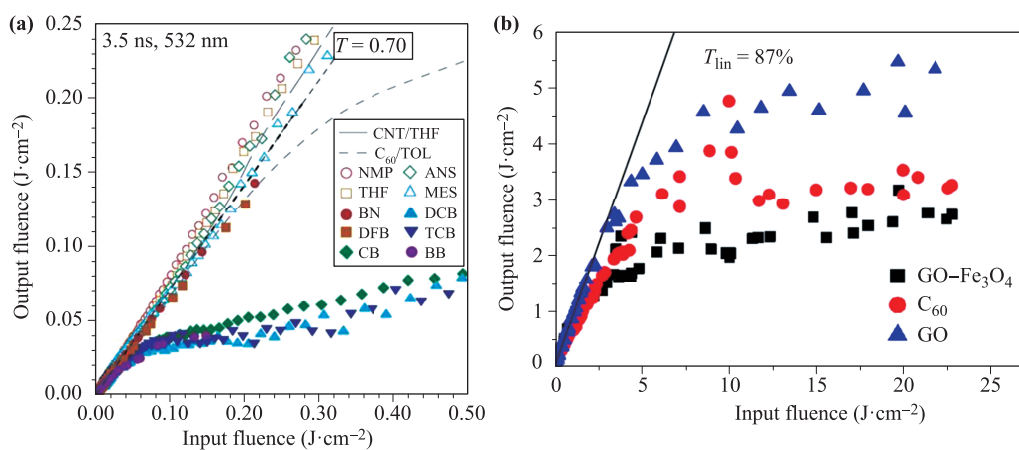 (a)
3.5 ns, 532 nm
T = 0.70
CNT/THF
C₆₀/TOL
NMP ANS
THF MES
BN DCB
DFB TCB
CB BB
Output fluence (J·cm⁻²)
0.25
0.20
0.15
0.10
0.05
0.00
0.00 0.10 0.20 0.30 0.40 0.50
Input fluence (J·cm⁻²)
(b)
T_lin = 87%
GO–Fe₃O₄
C₆₀
GO
Output fluence (J·cm⁻²)
6
5
4
3
2
1
0
0 5 10 15 20 25
Input fluence (J·cm⁻²)